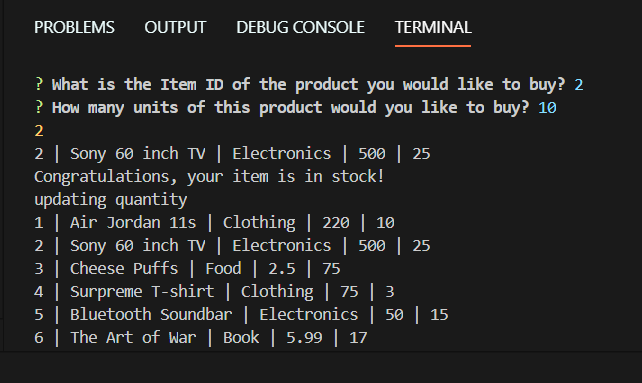 PROBLEMS OUTPUT DEBUG CONSOLE TERMINAL
? What is the Item ID of the product you would like to buy? 2
? How many units of this product would you like to buy? 10
2
2 | Sony 60 inch TV | Electronics | 500 | 25
Congratulations, your item is in stock!
updating quantity
1 | Air Jordan 11s | Clothing | 220 | 10
2 | Sony 60 inch TV | Electronics | 500 | 25
3 | Cheese Puffs | Food | 2.5 | 75
4 | Surpreme T-shirt | Clothing | 75 | 3
5 | Bluetooth Soundbar | Electronics | 50 | 15
6 | The Art of War | Book | 5.99 | 17